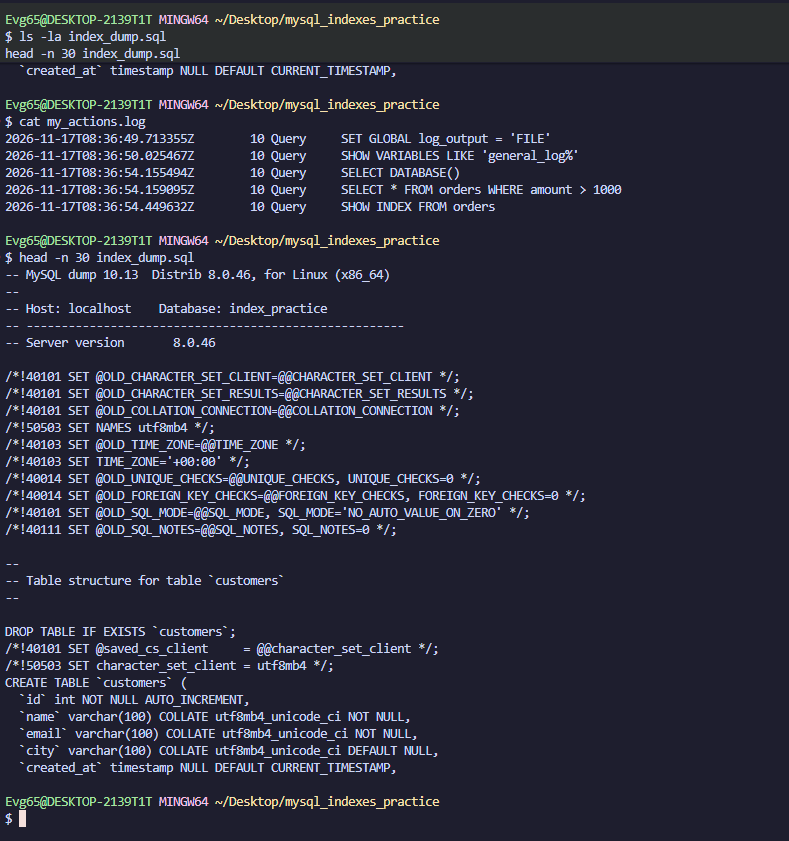 Evg65@DESKTOP-2139T1T MINGW64 ~/Desktop/mysql_indexes_practice
$ ls -la index_dump.sql
head -n 30 index_dump.sql
  `created_at` timestamp NULL DEFAULT CURRENT_TIMESTAMP,

Evg65@DESKTOP-2139T1T MINGW64 ~/Desktop/mysql_indexes_practice
$ cat my_actions.log
2026-11-17T08:36:49.713355Z        10 Query     SET GLOBAL log_output = 'FILE'
2026-11-17T08:36:50.025467Z        10 Query     SHOW VARIABLES LIKE 'general_log%'
2026-11-17T08:36:54.155494Z        10 Query     SELECT DATABASE()
2026-11-17T08:36:54.159095Z        10 Query     SELECT * FROM orders WHERE amount > 1000
2026-11-17T08:36:54.449632Z        10 Query     SHOW INDEX FROM orders

Evg65@DESKTOP-2139T1T MINGW64 ~/Desktop/mysql_indexes_practice
$ head -n 30 index_dump.sql
-- MySQL dump 10.13  Distrib 8.0.46, for Linux (x86_64)
--
-- Host: localhost    Database: index_practice
-- ------------------------------------------------------
-- Server version       8.0.46

/*!40101 SET @OLD_CHARACTER_SET_CLIENT=@@CHARACTER_SET_CLIENT */;
/*!40101 SET @OLD_CHARACTER_SET_RESULTS=@@CHARACTER_SET_RESULTS */;
/*!40101 SET @OLD_COLLATION_CONNECTION=@@COLLATION_CONNECTION */;
/*!50503 SET NAMES utf8mb4 */;
/*!40103 SET @OLD_TIME_ZONE=@@TIME_ZONE */;
/*!40103 SET TIME_ZONE='+00:00' */;
/*!40014 SET @OLD_UNIQUE_CHECKS=@@UNIQUE_CHECKS, UNIQUE_CHECKS=0 */;
/*!40014 SET @OLD_FOREIGN_KEY_CHECKS=@@FOREIGN_KEY_CHECKS, FOREIGN_KEY_CHECKS=0 */;
/*!40101 SET @OLD_SQL_MODE=@@SQL_MODE, SQL_MODE='NO_AUTO_VALUE_ON_ZERO' */;
/*!40111 SET @OLD_SQL_NOTES=@@SQL_NOTES, SQL_NOTES=0 */;

--
-- Table structure for table `customers`
--

DROP TABLE IF EXISTS `customers`;
/*!40101 SET @saved_cs_client     = @@character_set_client */;
/*!50503 SET character_set_client = utf8mb4 */;
CREATE TABLE `customers` (
  `id` int NOT NULL AUTO_INCREMENT,
  `name` varchar(100) COLLATE utf8mb4_unicode_ci NOT NULL,
  `email` varchar(100) COLLATE utf8mb4_unicode_ci NOT NULL,
  `city` varchar(100) COLLATE utf8mb4_unicode_ci DEFAULT NULL,
  `created_at` timestamp NULL DEFAULT CURRENT_TIMESTAMP,

Evg65@DESKTOP-2139T1T MINGW64 ~/Desktop/mysql_indexes_practice
$